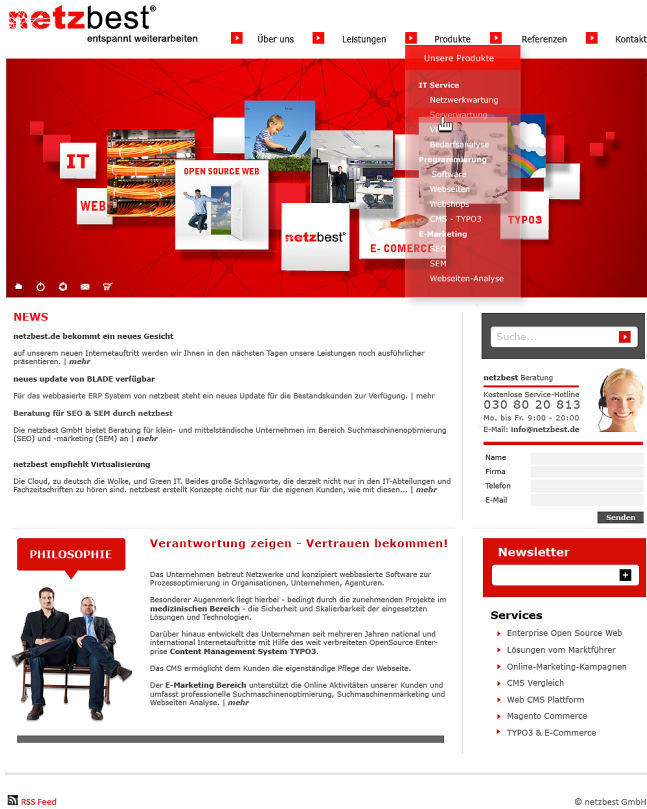 netzbest®
entspannt weiterarbeiten
Über uns
Leistungen
Produkte
Referenzen
Kontakt
Unsere Produkte
IT Service
Netzwerkwartung
Serverwartung
Bedarfsanalyse
Programmierung
Software
Webseiten
Webshops
CMS - TYPO3
E-Marketing
SEO
SEM
Webseiten-Analyse
IT
WEB
OPEN SOURCE WEB
netzbest®
E- COMERCE
TYPO3
NEWS
netzbest.de bekommt ein neues Gesicht
auf unserem neuen Internetauftritt werden wir Ihnen in den nächsten Tagen unsere Leistungen noch ausführlicher
präsentieren. | mehr
neues update von BLADE verfügbar
Für das webbasierte ERP System von netzbest steht ein neues Update für die Bestandskunden zur Verfügung. | mehr
Beratung für SEO & SEM durch netzbest
Die netzbest GmbH bietet Beratung für klein- und mittelständische Unternehmen im Bereich Suchmaschinenoptimierung
(SEO) und -marketing (SEM) an | mehr
netzbest empfiehlt Virtualisierung
Die Cloud, zu deutsch die Wolke, und Green IT. Beides große Schlagworte, die derzeit nicht nur in den IT-Abteilungen und
Fachzeitschriften zu hören sind. netzbest erstellt Konzepte nicht nur für die eigenen Kunden, wie mit diesen... | mehr
Suche...
netzbest Beratung
Kostenlose Service-Hotline
030 80 20 813
Mo. bis Fr. 9:00 - 20:00
E-Mail: info@netzbest.de
Name
Firma
Telefon
E-Mail
Senden
PHILOSOPHIE
Verantwortung zeigen - Vertrauen bekommen!
Das Unternehmen betreut Netzwerke und konzipiert webbasierte Software zur
Prozessoptimierung in Organisationen, Unternehmen, Agenturen.
Besonderer Augenmerk liegt hierbei - bedingt durch die zunehmenden Projekte im
medizinischen Bereich - die Sicherheit und Skalierbarkeit der eingesetzten
Lösungen und Technologien.
Darüber hinaus entwickelt das Unternehmen seit mehreren Jahren national und
international Internetauftritte mit Hilfe des weit verbreiteten OpenSource Enter-
prise Content Management System TYPO3.
Das CMS ermöglicht dem Kunden die eigenständige Pflege der Webseite.
Der E-Marketing Bereich unterstützt die Online Aktivitäten unserer Kunden und
umfasst professionelle Suchmaschinenoptimierung, Suchmaschinenmarketing und
Webseiten Analyse. | mehr
Newsletter
Services
Enterprise Open Source Web
Lösungen vom Marktführer
Online-Marketing-Kampagnen
CMS Vergleich
Web CMS Plattform
Magento Commerce
TYPO3 & E-Commerce
RSS Feed
© netzbest GmbH